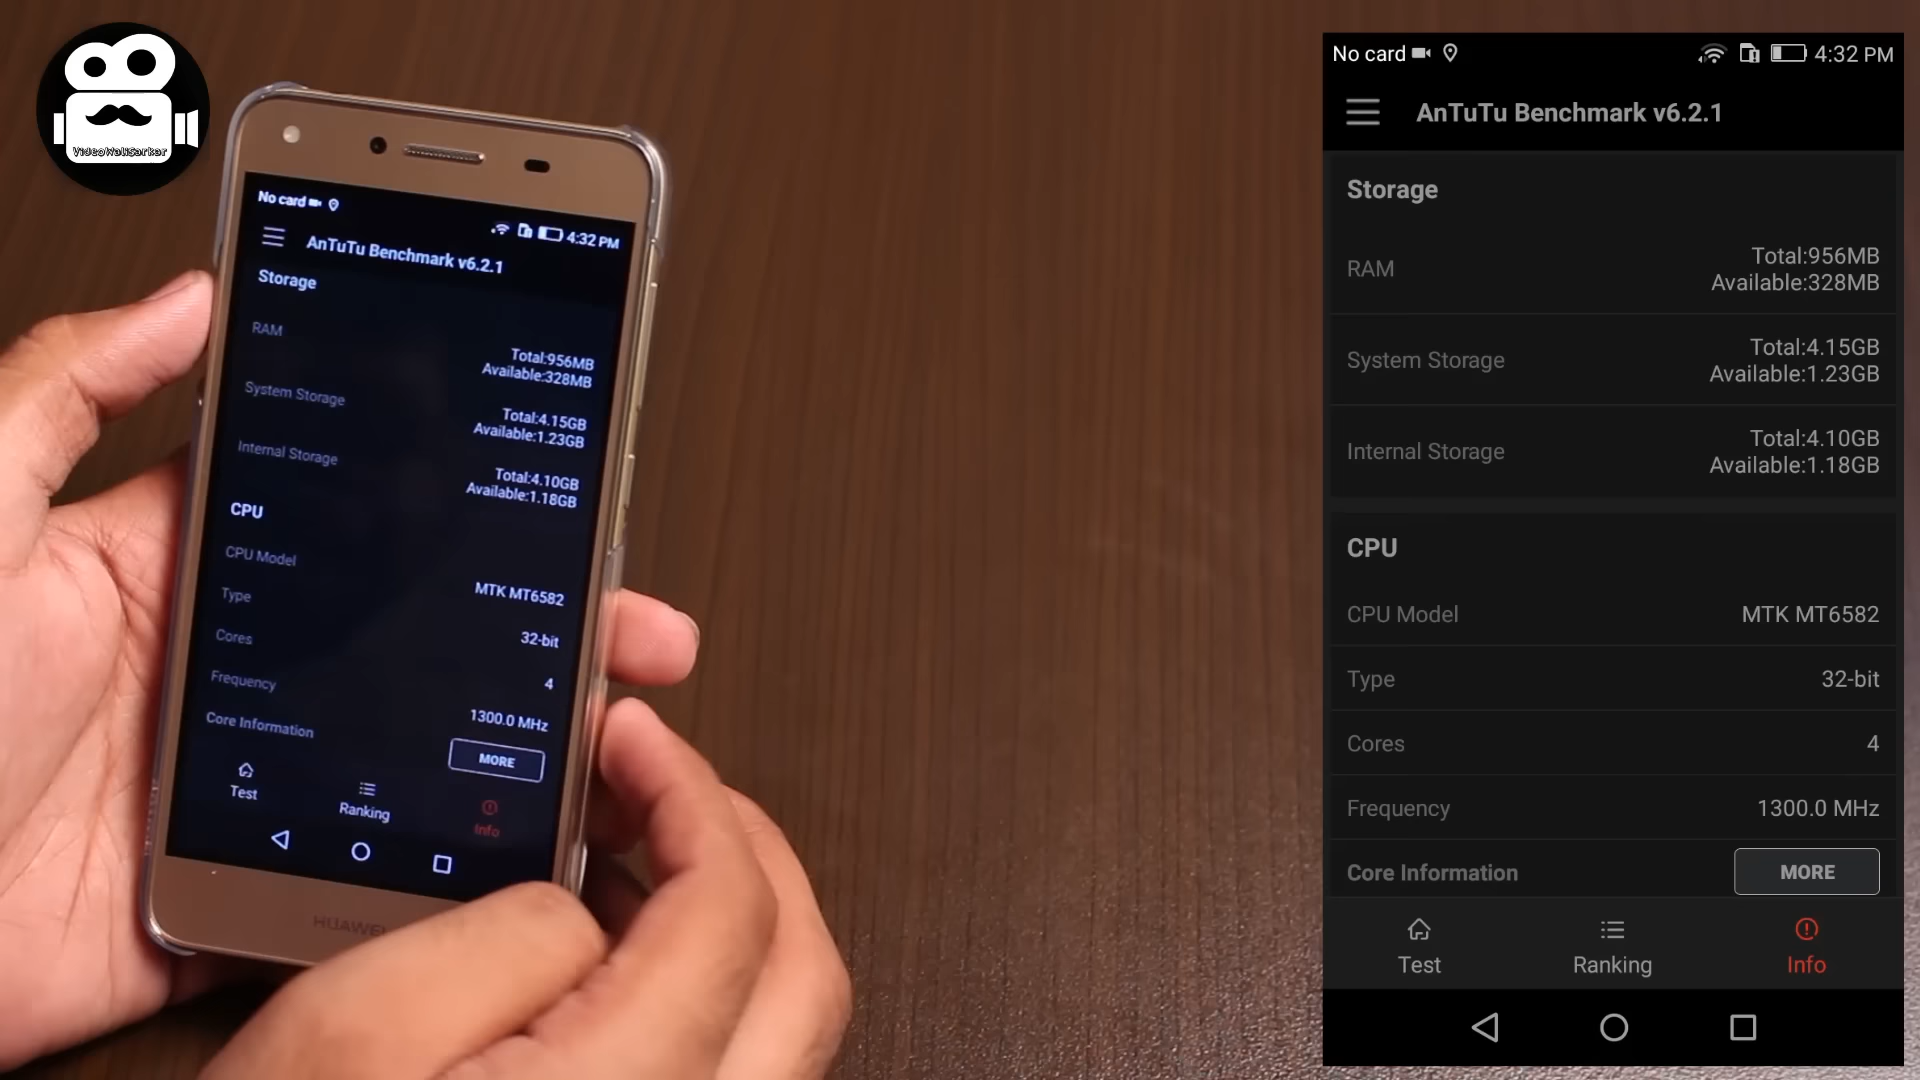 VideoWaliSarkar
No card
4:32 PM
AnTuTu Benchmark v6.2.1
Storage
RAM
Total:956MB
Available:328MB
System Storage
Total:4.15GB
Available:1.23GB
Internal Storage
Total:4.10GB
Available:1.18GB
CPU
CPU Model
MTK MT6582
Type
32-bit
Cores
4
Frequency
1300.0 MHz
Core Information
MORE
Test
Ranking
Info
HUAWEI
No card
4:32 PM
AnTuTu Benchmark v6.2.1
Storage
RAM
Total:956MB
Available:328MB
System Storage
Total:4.15GB
Available:1.23GB
Internal Storage
Total:4.10GB
Available:1.18GB
CPU
CPU Model
MTK MT6582
Type
32-bit
Cores
4
Frequency
1300.0 MHz
Core Information
MORE
Test
Ranking
Info